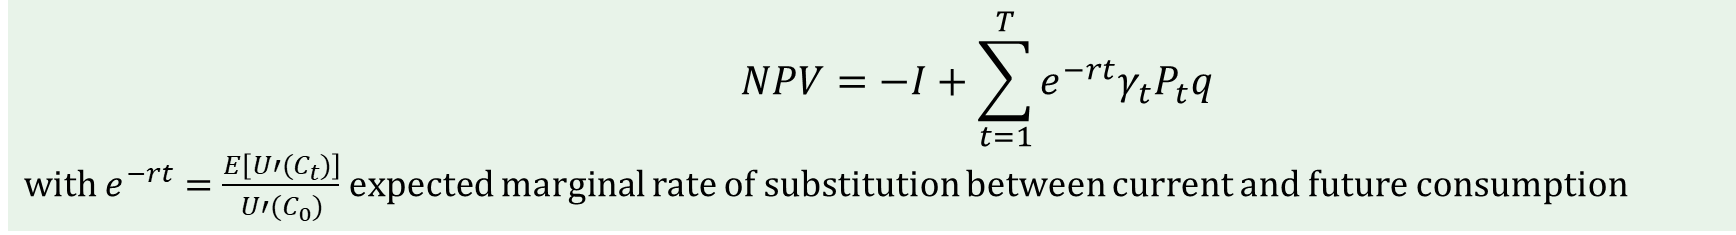 NPV = −I + ∑_{t=1}^{T} e^{−rt} γ_t P_t q
with e^{−rt} = E[U′(C_t)] / U′(C_0) expected marginal rate of substitution between current and future consumption